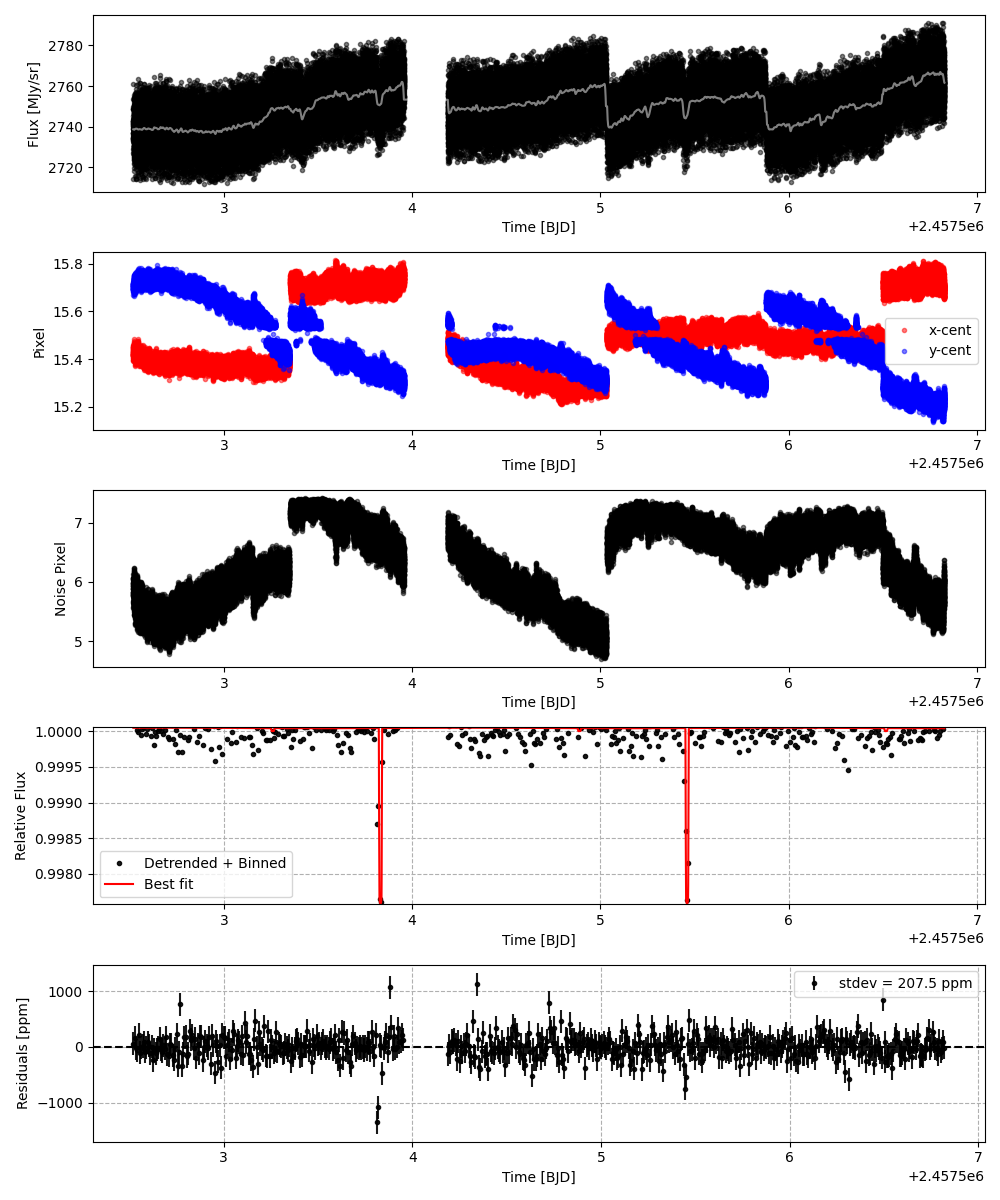 Flux [MJy/sr]
2780
2760
2740
2720
3 4 5 6 7
Time [BJD]
+2.4575e6
Pixel
15.8
15.6
15.4
15.2
x-cent
y-cent
3 4 5 6 7
Time [BJD]
+2.4575e6
Noise Pixel
7
6
5
3 4 5 6 7
Time [BJD]
+2.4575e6
Relative Flux
1.0000
0.9995
0.9990
0.9985
0.9980
Detrended + Binned
Best fit
3 4 5 6 7
Time [BJD]
+2.4575e6
Residuals [ppm]
1000
0
−1000
stdev = 207.5 ppm
3 4 5 6 7
Time [BJD]
+2.4575e6